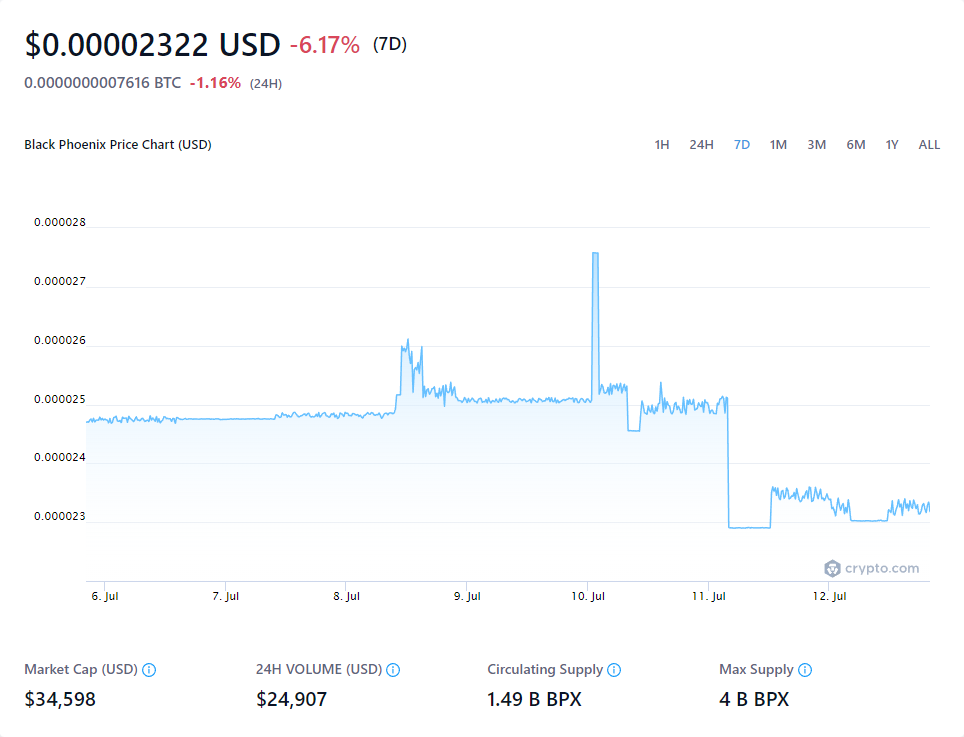 $0.00002322 USD -6.17% (7D)
0.0000000007616 BTC -1.16% (24H)
Black Phoenix Price Chart (USD) 1H 24H 7D 1M 3M 6M 1Y ALL
0.000028
0.000027
0.000026
0.000025
0.000024
0.000023
crypto.com
6. Jul 7. Jul 8. Jul 9. Jul 10. Jul 11. Jul 12. Jul
Market Cap (USD) 24H VOLUME (USD) Circulating Supply Max Supply
$34,598 $24,907 1.49 B BPX 4 B BPX